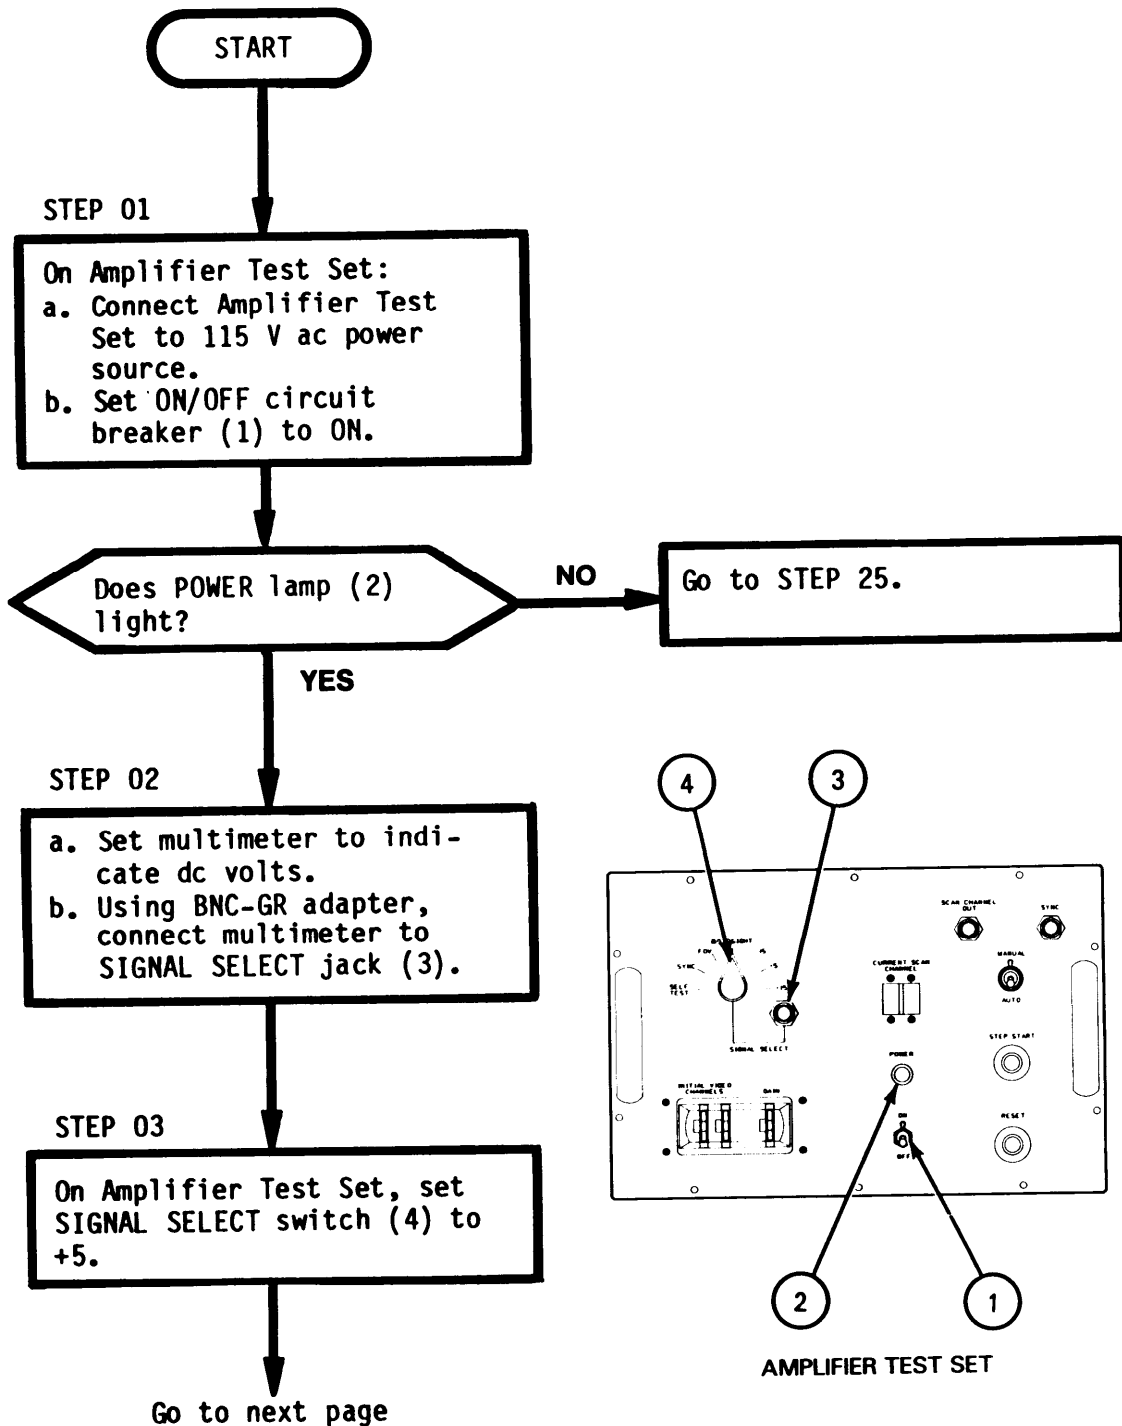 START
STEP 01
On Amplifier Test Set:
a. Connect Amplifier Test
Set to 115 V ac power
source.
b. Set ON/OFF circuit
breaker (1) to ON.
Does POWER lamp (2)
light?
NO
Go to STEP 25.
YES
STEP 02
a. Set multimeter to indi-
cate dc volts.
b. Using BNC-GR adapter,
connect multimeter to
SIGNAL SELECT jack (3).
STEP 03
On Amplifier Test Set, set
SIGNAL SELECT switch (4) to
+5.
Go to next page
4
3
SCAN CHANNEL
OUT
SYNC
FOV
SYNC
SELF
TEST
SIGNAL SELECT
CURRENT SCAN
CHANNEL
MANUAL
AUTO
STEP START
POWER
INITIAL VIDEO
CHANNELS
GAIN
ON
OFF
RESET
2
1
AMPLIFIER TEST SET